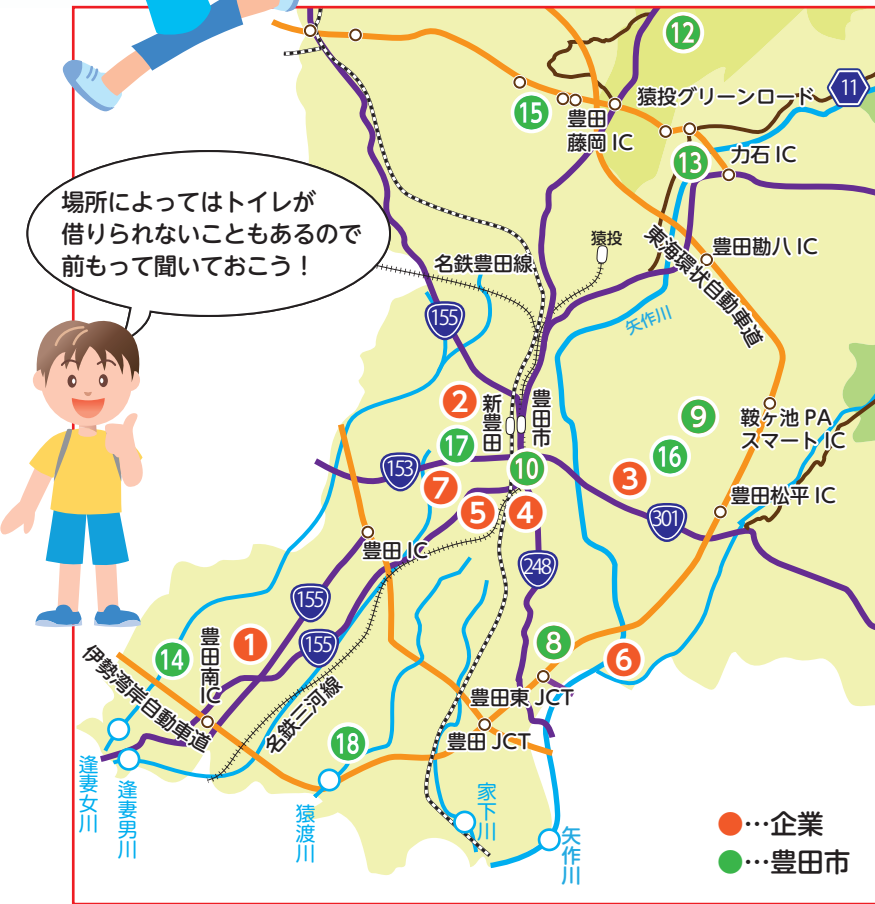 12
11
猿投グリーンロード
15
豊田
藤岡 IC
13
力石 IC
場所によってはトイレが
借りられないこともあるので
前もって聞いておこう！
猿投
豊田勘八 IC
東海環状自動車道
名鉄豊田線
矢作川
155
2
新豊田
豊田市
9
鞍ヶ池 PA
スマート IC
17
10
16
153
7
3
豊田松平 IC
5
4
301
豊田 IC
248
155
155
1
豊田南IC
14
8
6
伊勢湾岸自動車道
名鉄三河線
豊田東 JCT
豊田 JCT
18
逢妻女川
逢妻男川
猿渡川
家下川
矢作川
●…企業
●…豊田市